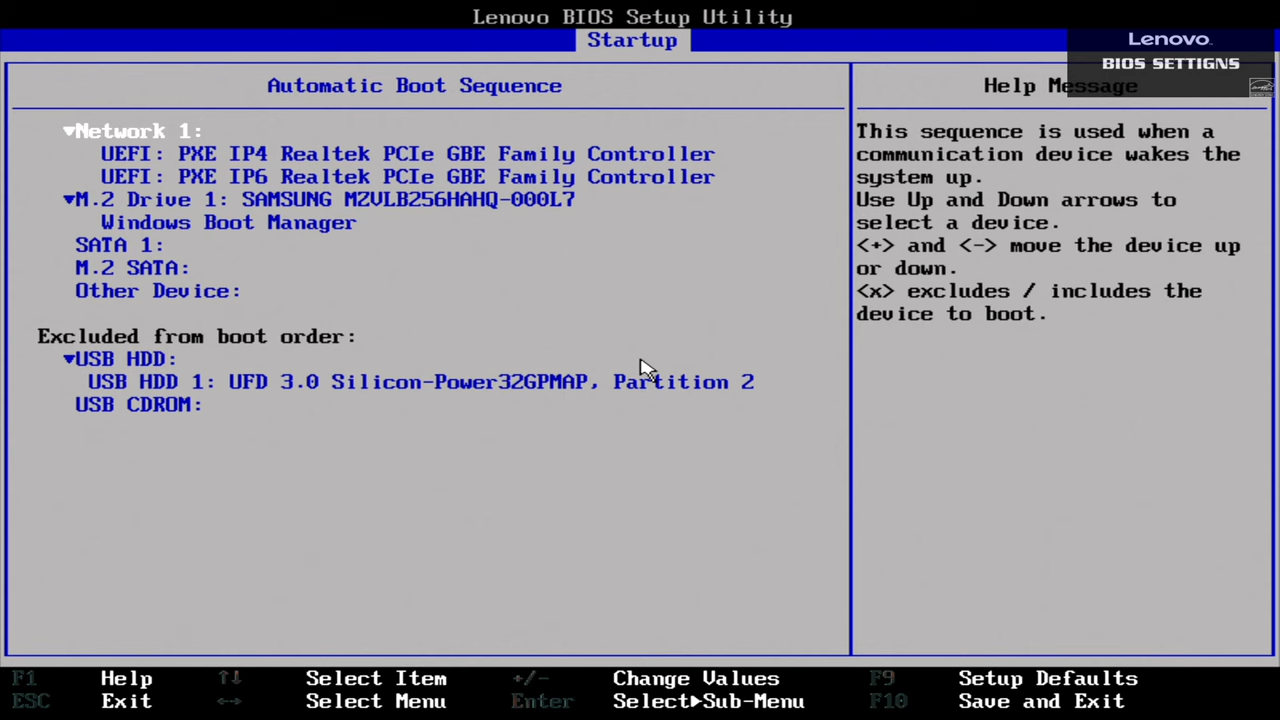 Lenovo BIOS Setup Utility
Startup
Lenovo
BIOS SETTIGNS
Automatic Boot Sequence
▼Network 1:
UEFI: PXE IP4 Realtek PCIe GBE Family Controller
UEFI: PXE IP6 Realtek PCIe GBE Family Controller
▼M.2 Drive 1: SAMSUNG MZVLB256HAHQ-000L7
Windows Boot Manager
SATA 1:
M.2 SATA:
Other Device:
Excluded from boot order:
▼USB HDD:
USB HDD 1: UFD 3.0 Silicon-Power32GPMAP, Partition 2
USB CDROM:
Help Message
This sequence is used when a
communication device wakes the
system up.
Use Up and Down arrows to
select a device.
<+> and <-> move the device up
or down.
<x> excludes / includes the
device to boot.
F1 Help ↑↓ Select Item +/- Change Values F9 Setup Defaults
ESC Exit ↔ Select Menu Enter Select▶Sub-Menu F10 Save and Exit